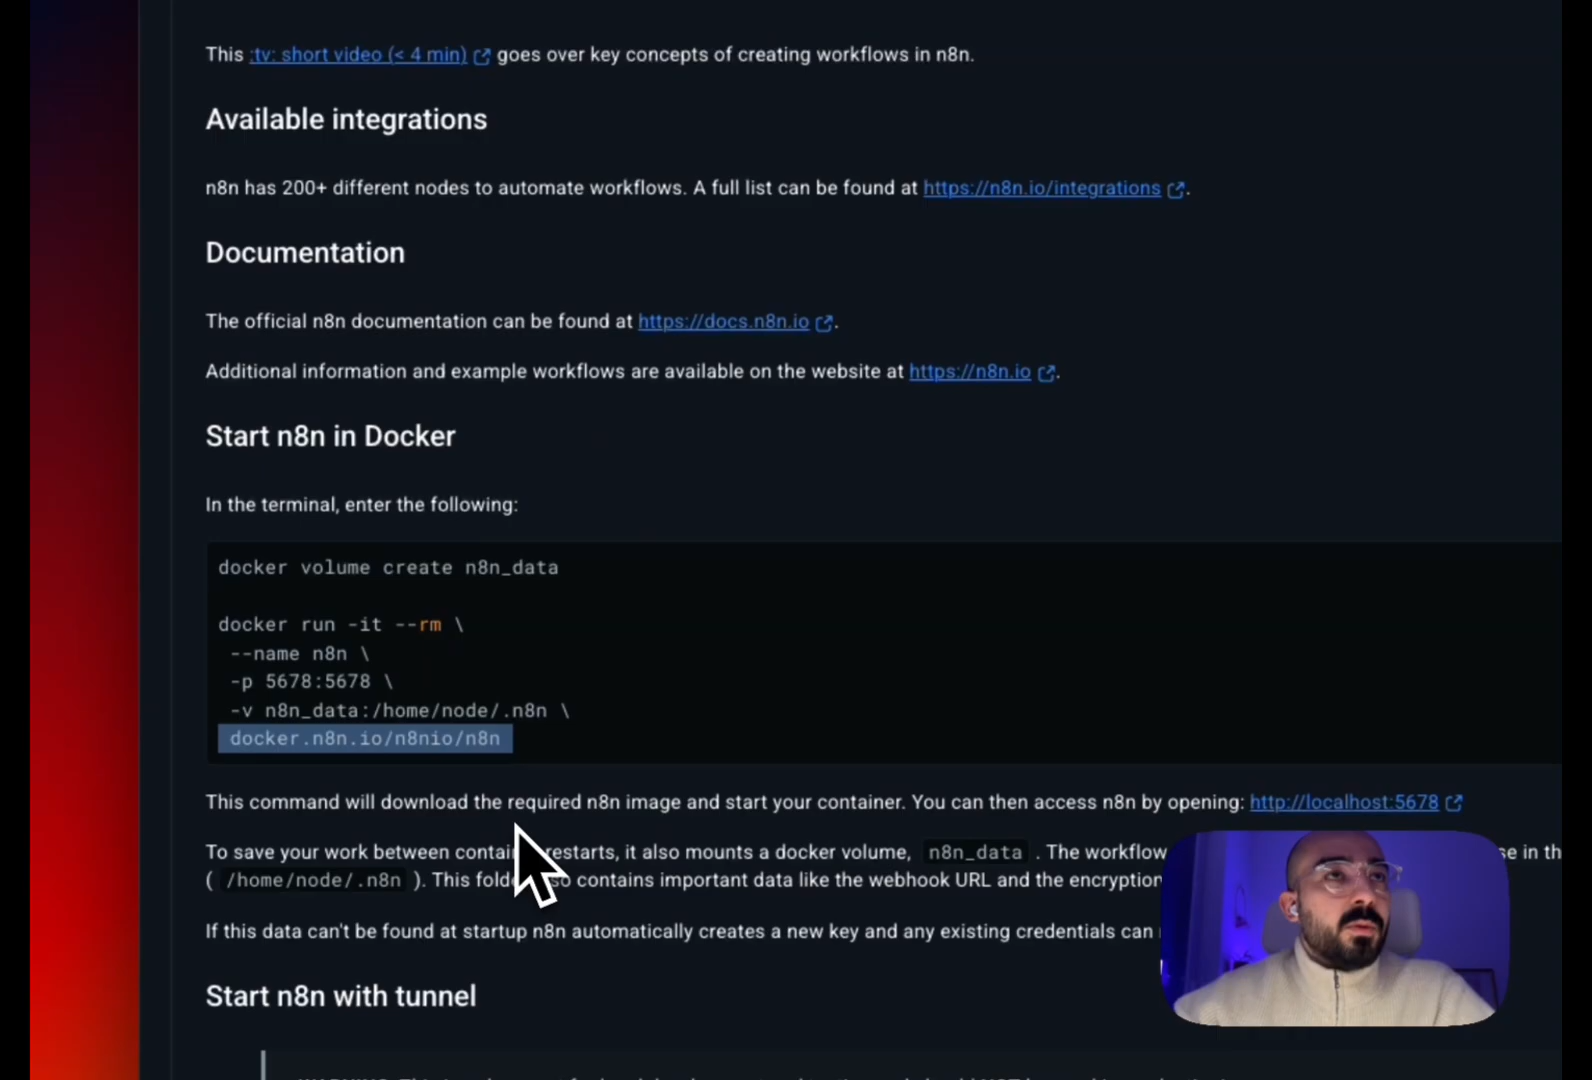 This :tv: short video (< 4 min) goes over key concepts of creating workflows in n8n.
Available integrations
n8n has 200+ different nodes to automate workflows. A full list can be found at https://n8n.io/integrations.
Documentation
The official n8n documentation can be found at https://docs.n8n.io.
Additional information and example workflows are available on the website at https://n8n.io.
Start n8n in Docker
In the terminal, enter the following:
docker volume create n8n_data
docker run -it --rm \
--name n8n \
-p 5678:5678 \
-v n8n_data:/home/node/.n8n \
docker.n8n.io/n8nio/n8n
This command will download the required n8n image and start your container. You can then access n8n by opening: http://localhost:5678
To save your work between contai estarts, it also mounts a docker volume, n8n_data . The workflow se in th
( /home/node/.n8n ). This fold so contains important data like the webhook URL and the encryption
If this data can't be found at startup n8n automatically creates a new key and any existing credentials can
Start n8n with tunnel